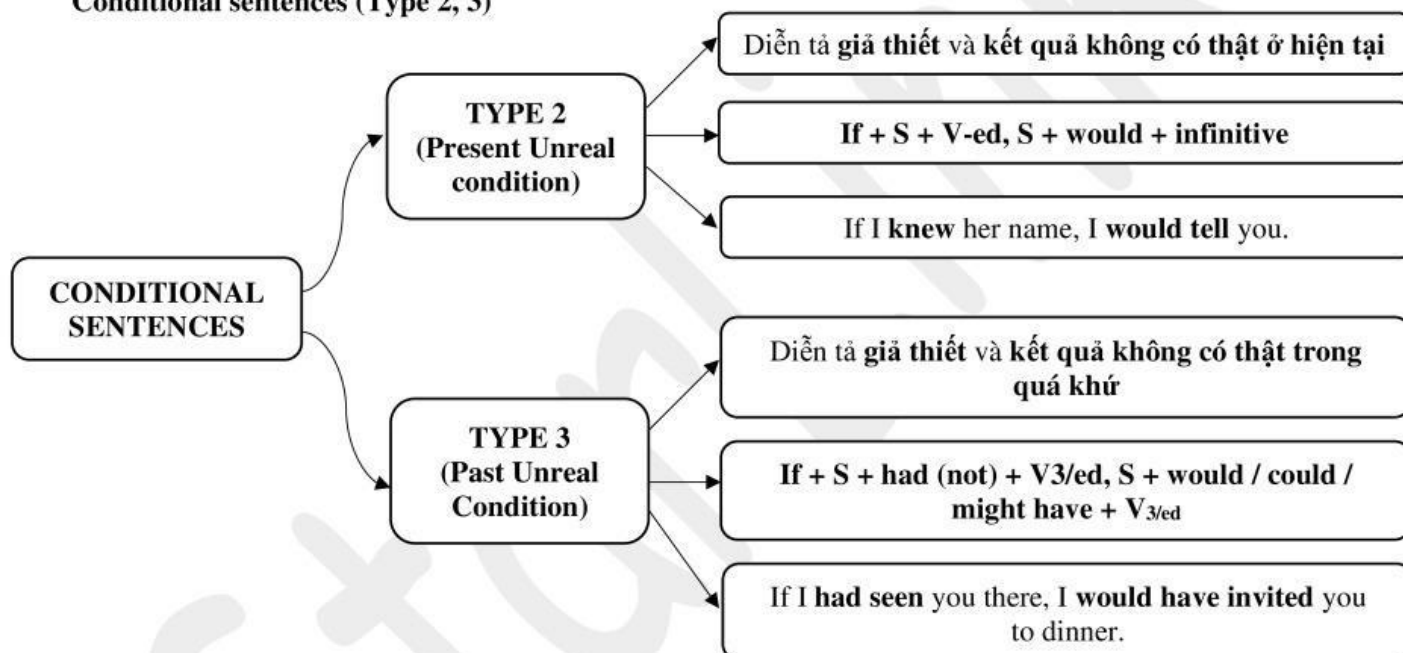 Conditional sentences (Type 2, 3)
Diễn tả giả thiết và kết quả không có thật ở hiện tại
TYPE 2
(Present Unreal
condition)
If + S + V-ed, S + would + infinitive
If I knew her name, I would tell you.
CONDITIONAL
SENTENCES
Diễn tả giả thiết và kết quả không có thật trong
quá khứ
TYPE 3
(Past Unreal
Condition)
If + S + had (not) + V3/ed, S + would / could /
might have + V3/ed
If I had seen you there, I would have invited you
to dinner.